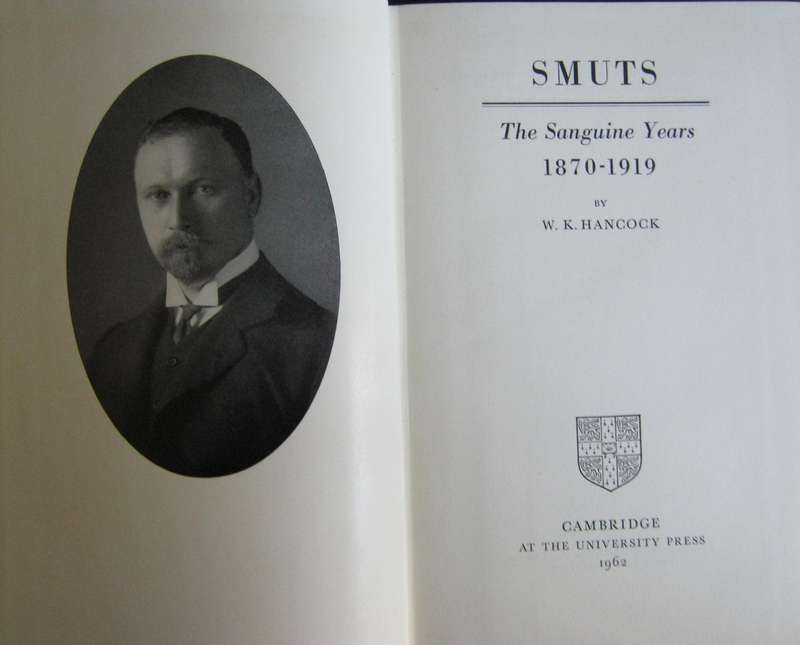 SMUTS
The Sanguine Years
1870-1919
BY
W. K. HANCOCK
CAMBRIDGE
AT THE UNIVERSITY PRESS
1962